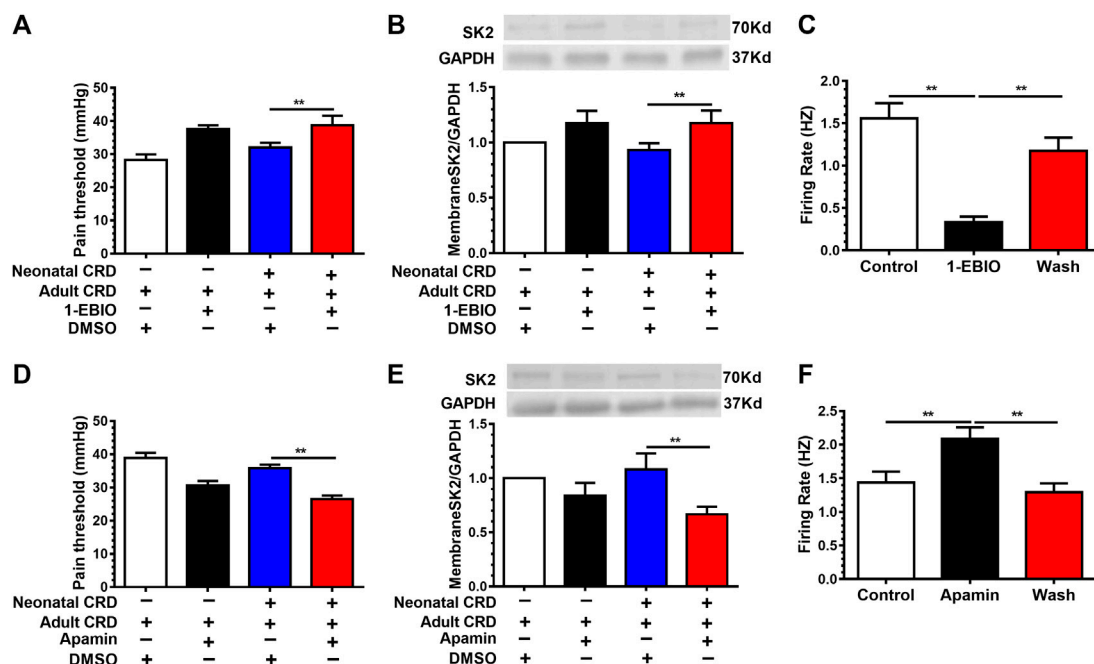 A
Pain threshold (mmHg)
50
40
30
20
10
0
**
Neonatal CRD − − + +
Adult CRD + + + +
1-EBIO − + − +
DMSO + − + −
B
SK2 70Kd
GAPDH 37Kd
MembraneSK2/GAPDH
1.5
1.0
0.5
0.0
**
Neonatal CRD − − + +
Adult CRD + + + +
1-EBIO − + − +
DMSO + − + −
C
Firing Rate (HZ)
2.0
1.5
1.0
0.5
0.0
** **
Control 1-EBIO Wash
D
Pain threshold (mmHg)
50
40
30
20
10
0
**
Neonatal CRD − − + +
Adult CRD + + + +
Apamin − + − +
DMSO + − + −
E
SK2 70Kd
GAPDH 37Kd
MembraneSK2/GAPDH
1.5
1.0
0.5
0.0
**
Neonatal CRD − − + +
Adult CRD + + + +
Apamin − + − +
DMSO + − + −
F
Firing Rate (HZ)
2.5
2.0
1.5
1.0
0.5
0.0
** **
Control Apamin Wash